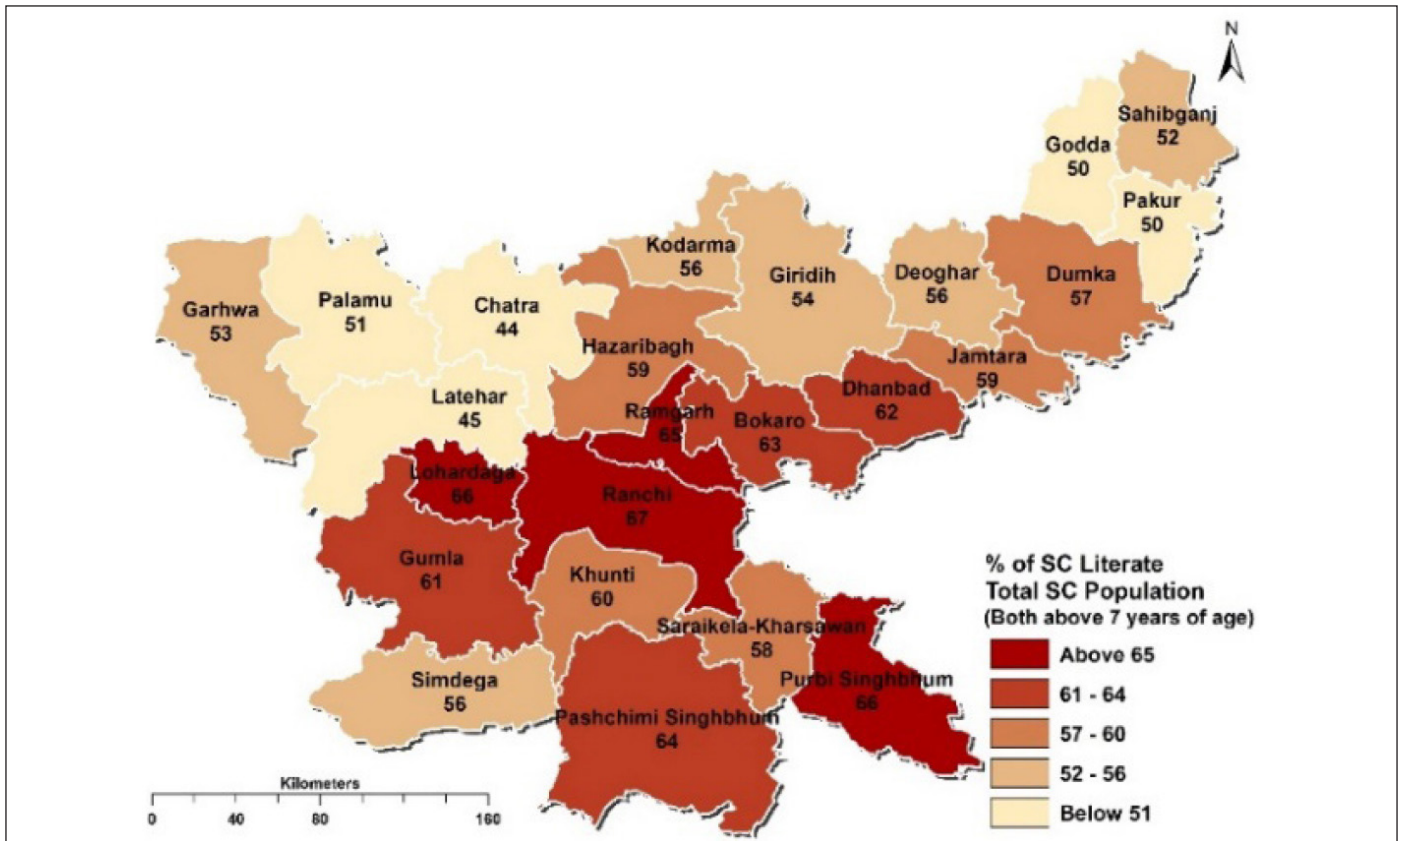 N
Sahibganj
52
Godda
50
Pakur
50
Kodarma
56
Giridih
54
Deoghar
56
Dumka
57
Garhwa
53
Palamu
51
Chatra
44
Hazaribagh
59
Jamtara
59
Latehar
45
Ramgarh
65
Bokaro
63
Dhanbad
62
Lohardaga
66
Ranchi
67
Gumla
61
Khunti
60
Saraikela-Kharsawan
58
Simdega
56
Purbi Singhbhum
66
Pashchimi Singhbhum
64
% of SC Literate
Total SC Population
(Both above 7 years of age)
Above 65
61 - 64
57 - 60
52 - 56
Below 51
Kilometers
0 40 80 160